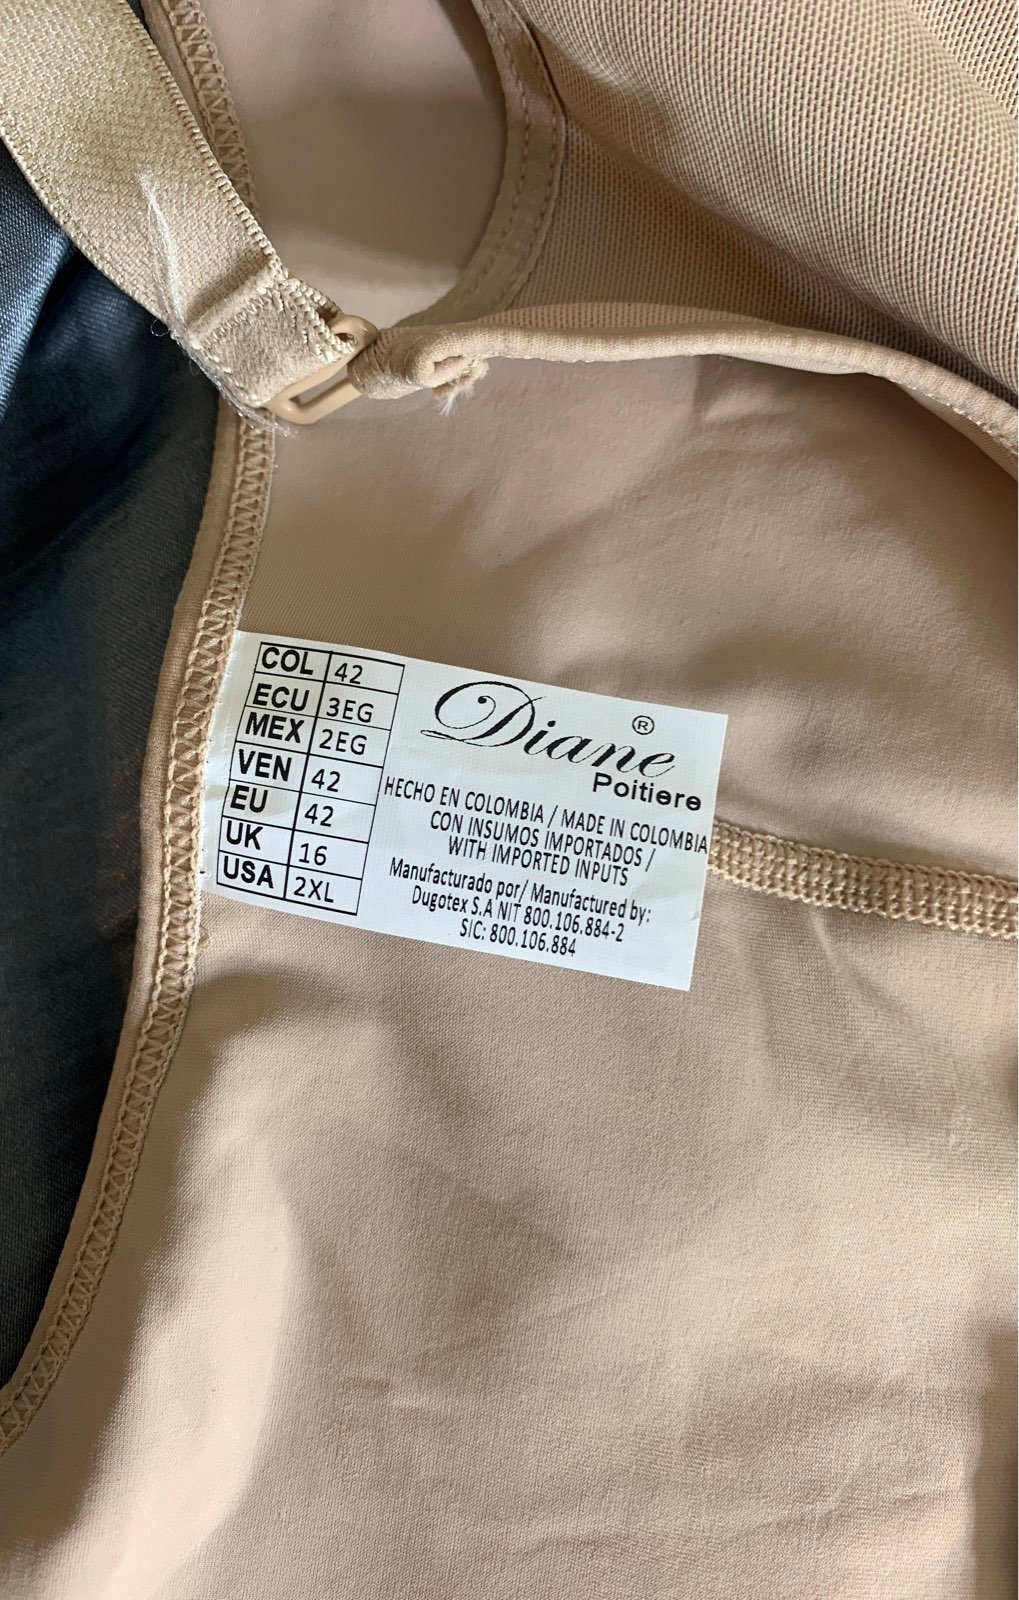 COL 42
ECU 3EG
MEX 2EG
VEN 42
EU 42
UK 16
USA 2XL
Diane ®
Poitiere
HECHO EN COLOMBIA / MADE IN COLOMBIA
CON INSUMOS IMPORTADOS /
WITH IMPORTED INPUTS
Manufacturado por/ Manufactured by:
Dugotex S.A NIT 800.106.884-2
SIC: 800.106.884